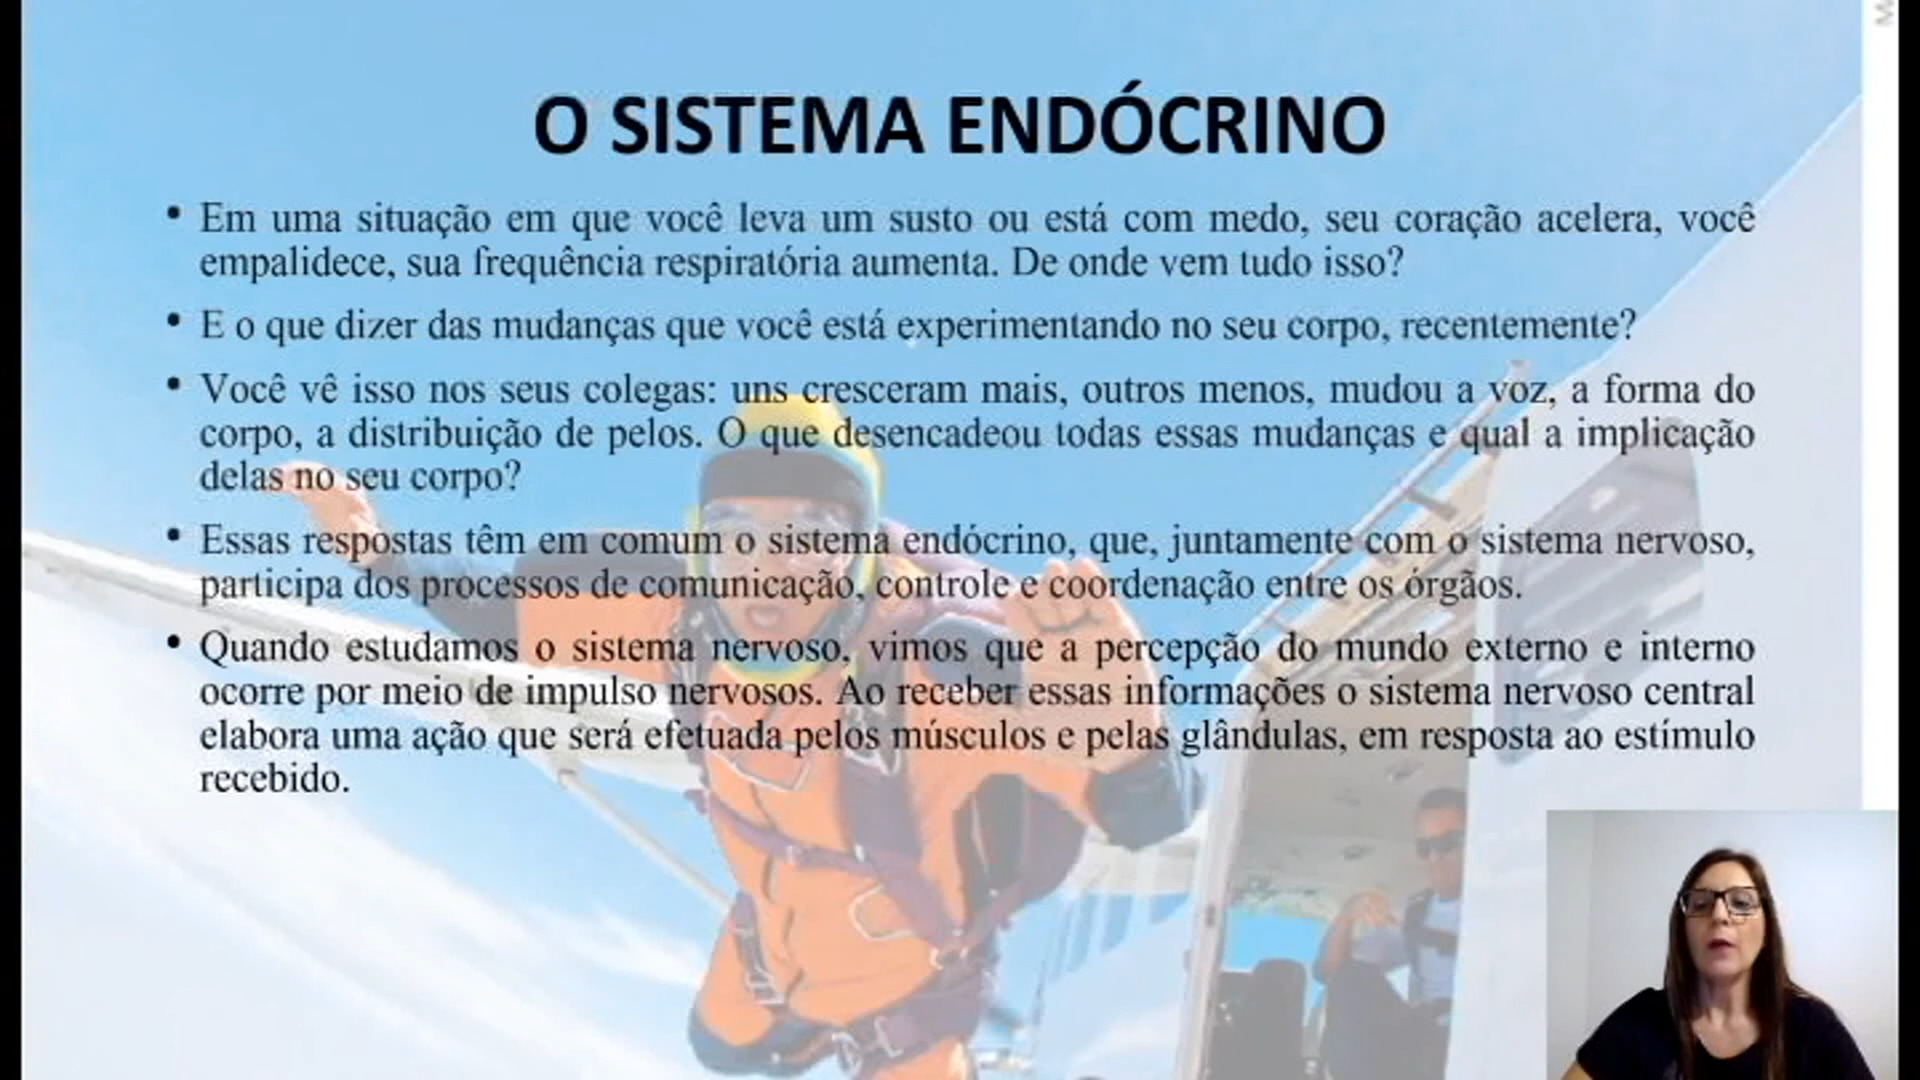 O SISTEMA ENDÓCRINO
• Em uma situação em que você leva um susto ou está com medo, seu coração acelera, você
empalidece, sua frequência respiratória aumenta. De onde vem tudo isso?
• E o que dizer das mudanças que você está experimentando no seu corpo, recentemente?
• Você vê isso nos seus colegas: uns cresceram mais, outros menos, mudou a voz, a forma do
corpo, a distribuição de pelos. O que desencadeou todas essas mudanças e qual a implicação
delas no seu corpo?
• Essas respostas têm em comum o sistema endócrino, que, juntamente com o sistema nervoso,
participa dos processos de comunicação, controle e coordenação entre os órgãos.
• Quando estudamos o sistema nervoso, vimos que a percepção do mundo externo e interno
ocorre por meio de impulso nervosos. Ao receber essas informações o sistema nervoso central
elabora uma ação que será efetuada pelos músculos e pelas glândulas, em resposta ao estímulo
recebido.